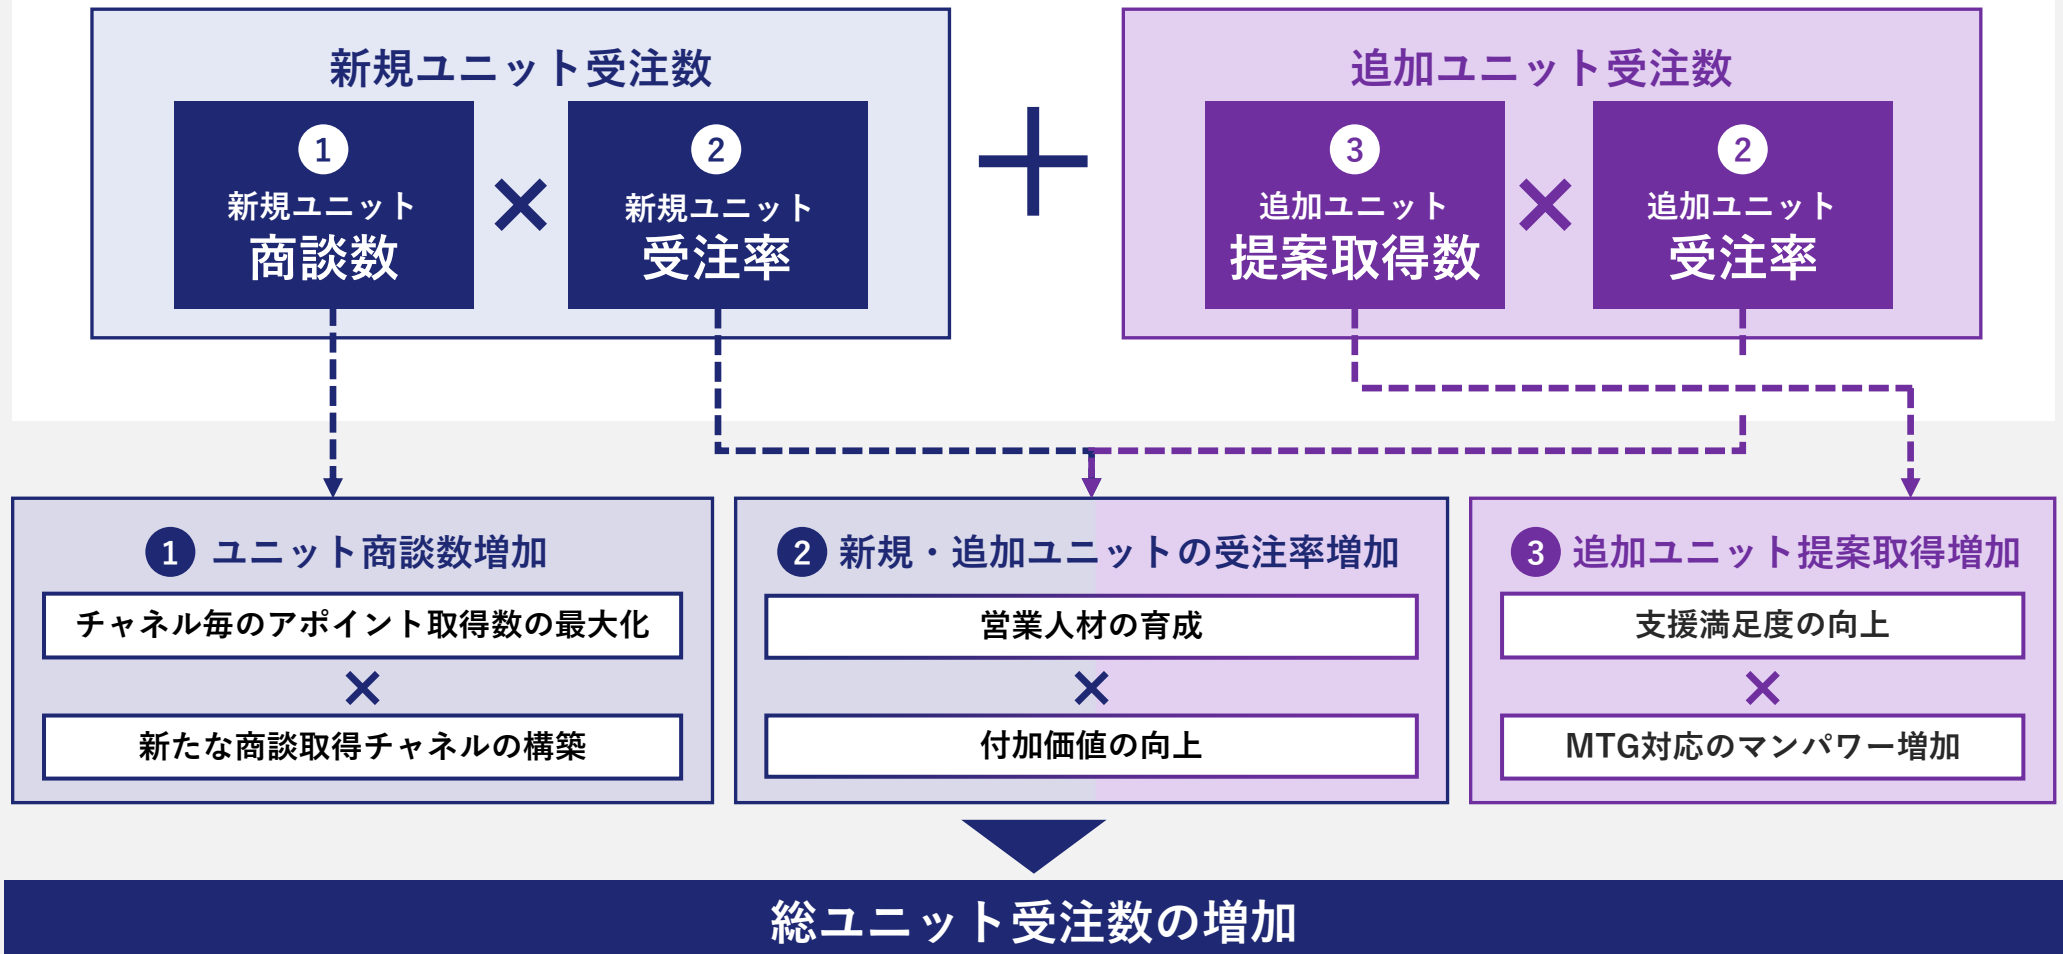 新規ユニット受注数
1
新規ユニット
商談数
×
2
新規ユニット
受注率
+
追加ユニット受注数
3
追加ユニット
提案取得数
×
2
追加ユニット
受注率
1 ユニット商談数増加
チャネル毎のアポイント取得数の最大化
×
新たな商談取得チャネルの構築
2 新規・追加ユニットの受注率増加
営業人材の育成
×
付加価値の向上
3 追加ユニット提案取得増加
支援満足度の向上
×
MTG対応のマンパワー増加
総ユニット受注数の増加